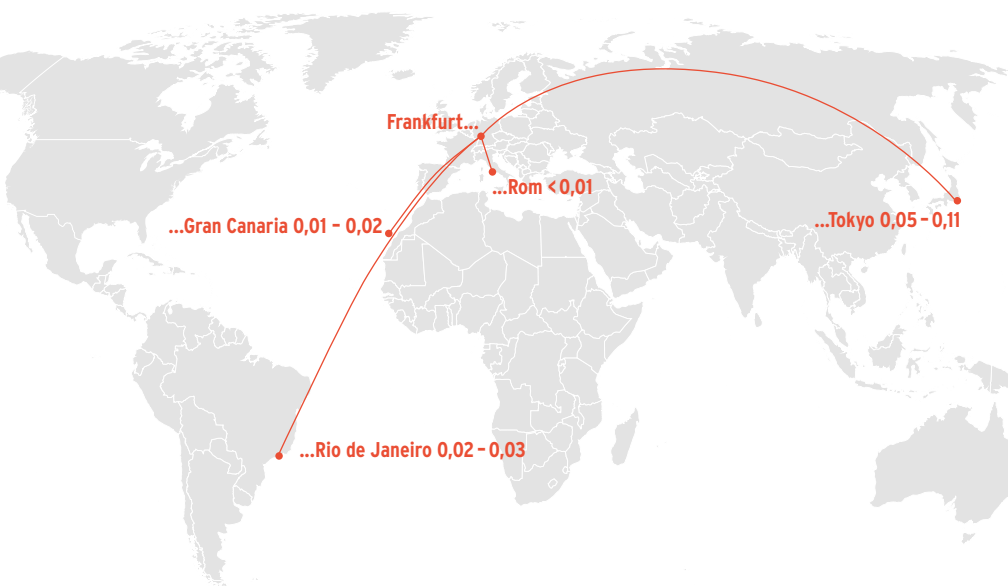 Frankfurt...
...Rom < 0,01
...Gran Canaria 0,01 – 0,02
...Tokyo 0,05 – 0,11
...Rio de Janeiro 0,02 – 0,03